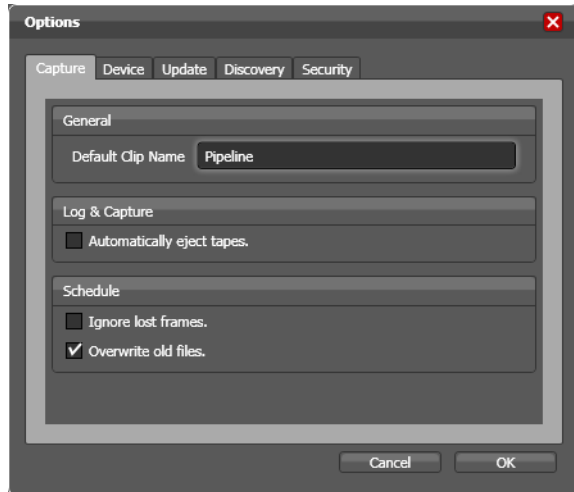 Options
Capture Device Update Discovery Security
General
Default Clip Name Pipeline
Log & Capture
Automatically eject tapes.
Schedule
Ignore lost frames.
Overwrite old files.
Cancel OK